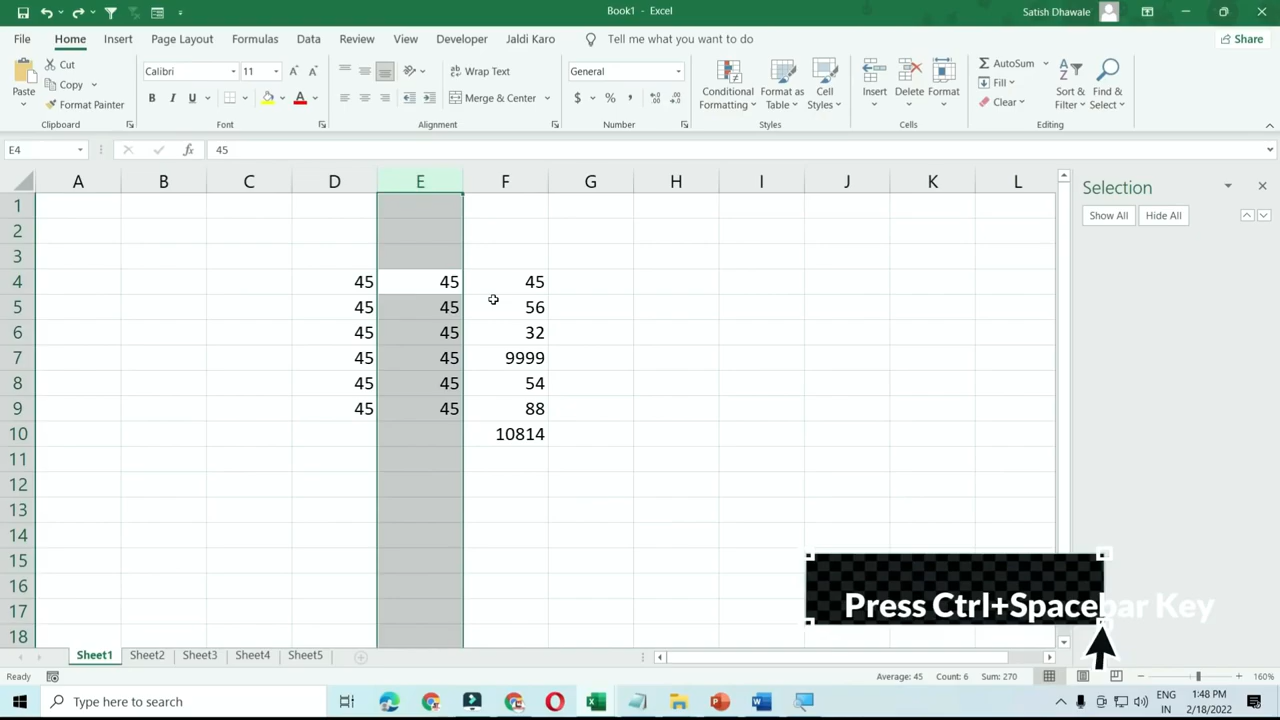 Book1 - Excel
Satish Dhawale
File Home Insert Page Layout Formulas Data Review View Developer Jaldi Karo Tell me what you want to do
Share
Paste
Cut
Copy
Format Painter
Clipboard
Calibri 11
B I U
Font
Wrap Text
Merge & Center
Alignment
General
$ % ,
Number
Conditional Formatting
Format as Table
Cell Styles
Styles
Insert Delete Format
Cells
AutoSum
Fill
Clear
Sort & Filter
Find & Select
Editing
E4 fx 45
A B C D E F G H I J K L
1
2
3
4 45 45 45
5 45 45 56
6 45 45 32
7 45 45 9999
8 45 45 54
9 45 45 88
10 10814
11
12
13
14
15
16
17
18
Selection
Show All Hide All
Press Ctrl+Spacebar Key
Sheet1 Sheet2 Sheet3 Sheet4 Sheet5
Ready
Average: 45 Count: 6 Sum: 270
160%
Type here to search
ENG
IN
1:48 PM
2/18/2022